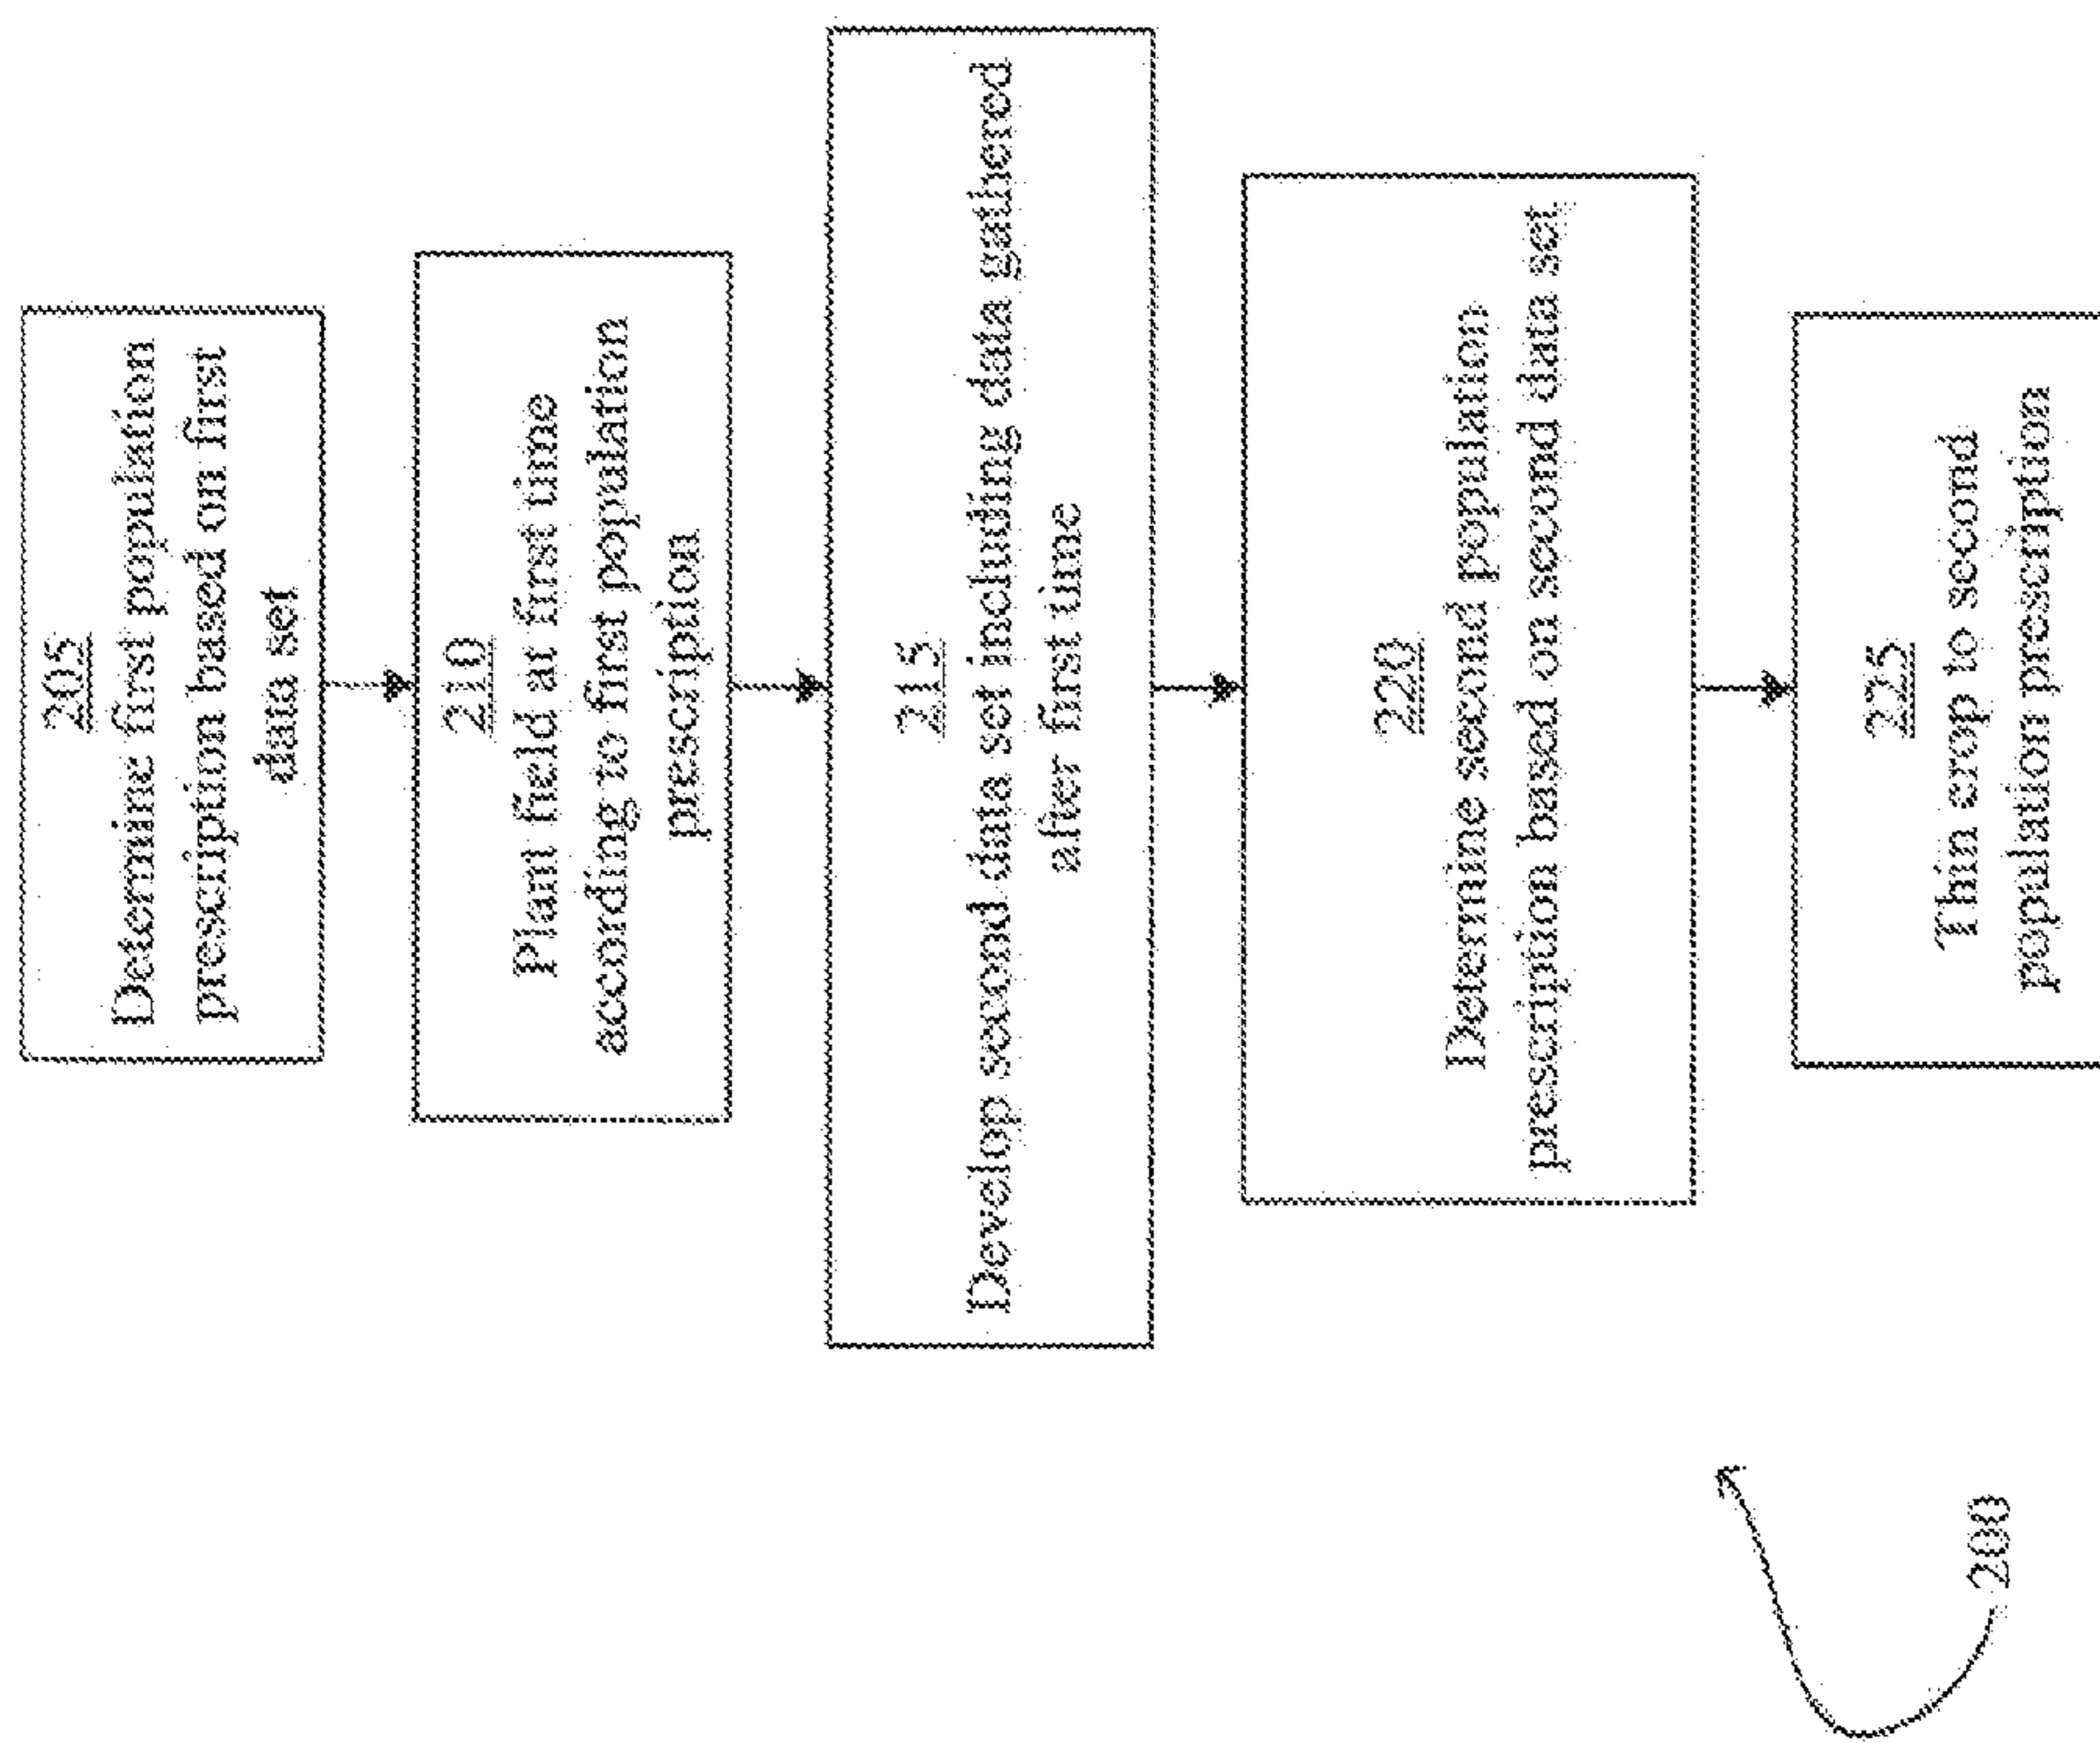 205
Determine first population
prescription based on first
data set
210
Plant field at first time
according to first population
prescription
215
Develop second data set including data gathered
after first time
220
Determine second population
prescription based on second data set
225
Thin crop to second
population prescription
200